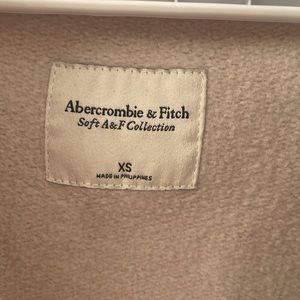 Abercrombie & Fitch
Soft A&F Collection
XS
MADE IN PHILIPPINES